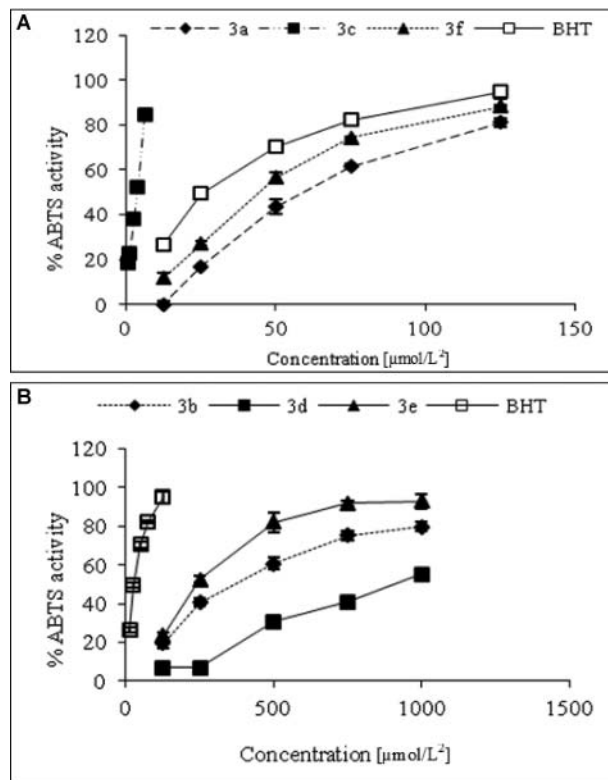 A
3a 3c 3f BHT
120
100
80
60
40
20
0
% ABTS activity
0 50 100 150
Concentration [µmol/L²]
B
3b 3d 3e BHT
120
100
80
60
40
20
0
% ABTS activity
0 500 1000 1500
Concentration [µmol/L²]